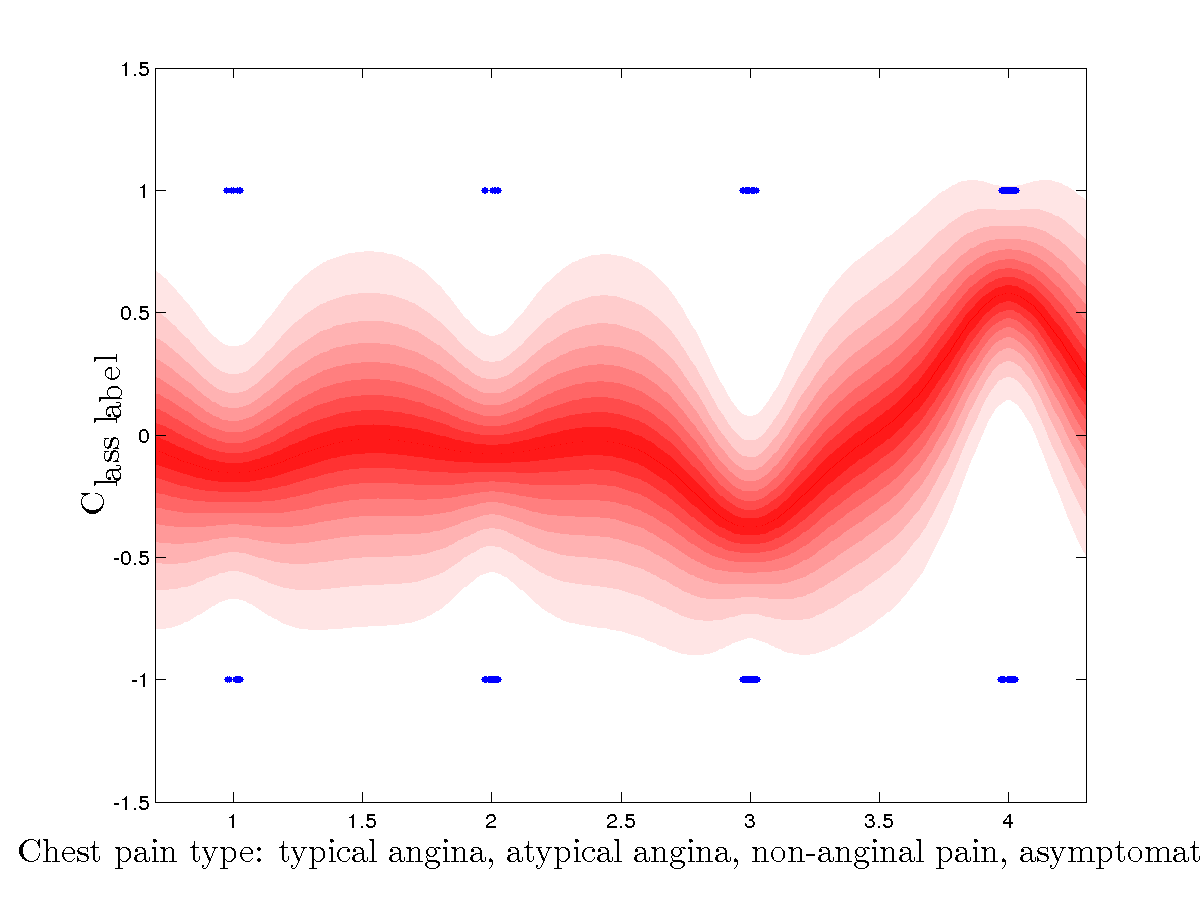 1.5
1
0.5
0
-0.5
-1
-1.5
Class label
1 1.5 2 2.5 3 3.5 4
Chest pain type: typical angina, atypical angina, non-anginal pain, asymptomat